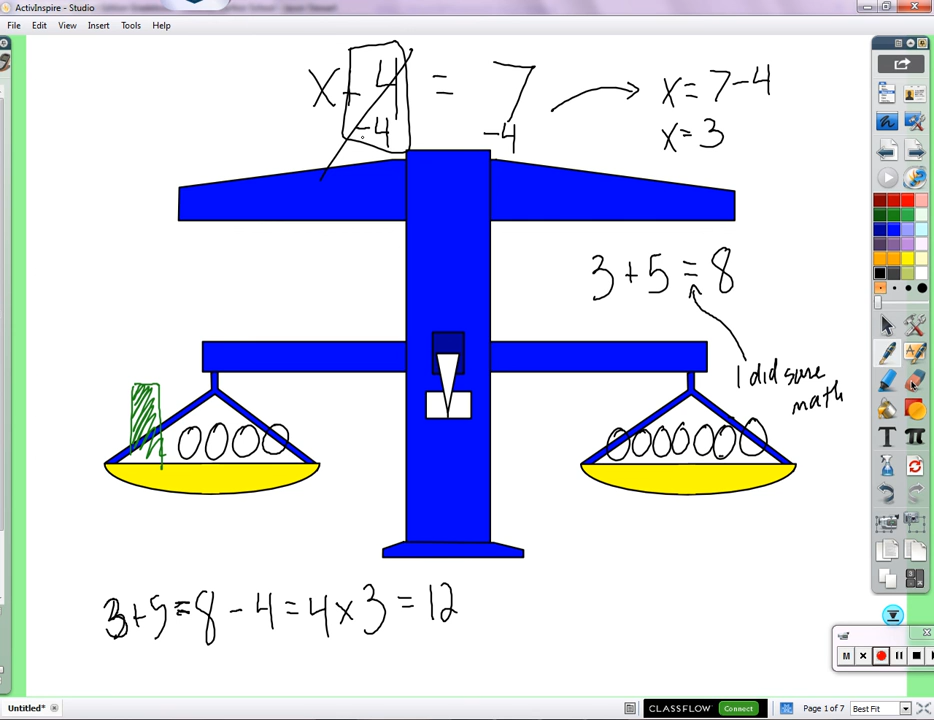 ActivInspire - Studio
File Edit View Insert Tools Help
x + 4 = 7
-4 -4
x = 7-4
x = 3
3 + 5 = 8
I did some
math
3+5=8 - 4 = 4 x 3 = 12
M
Untitled*
CLASSFLOW Connect
Page 1 of 7
Best Fit